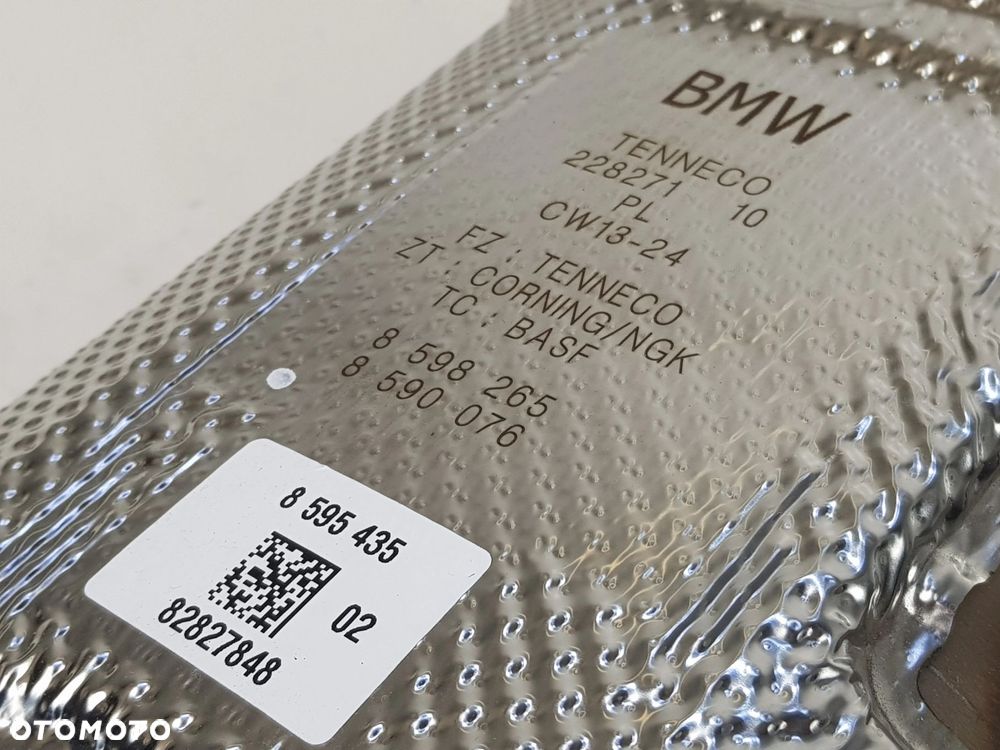 BMW
TENNECO
228271 10
PL
CW13-24
FZ : TENNECO
ZT : CORNING/NGK
TC : BASF
8 598 265
8 590 076
8 595 435
02
82827848
OTOMOTO